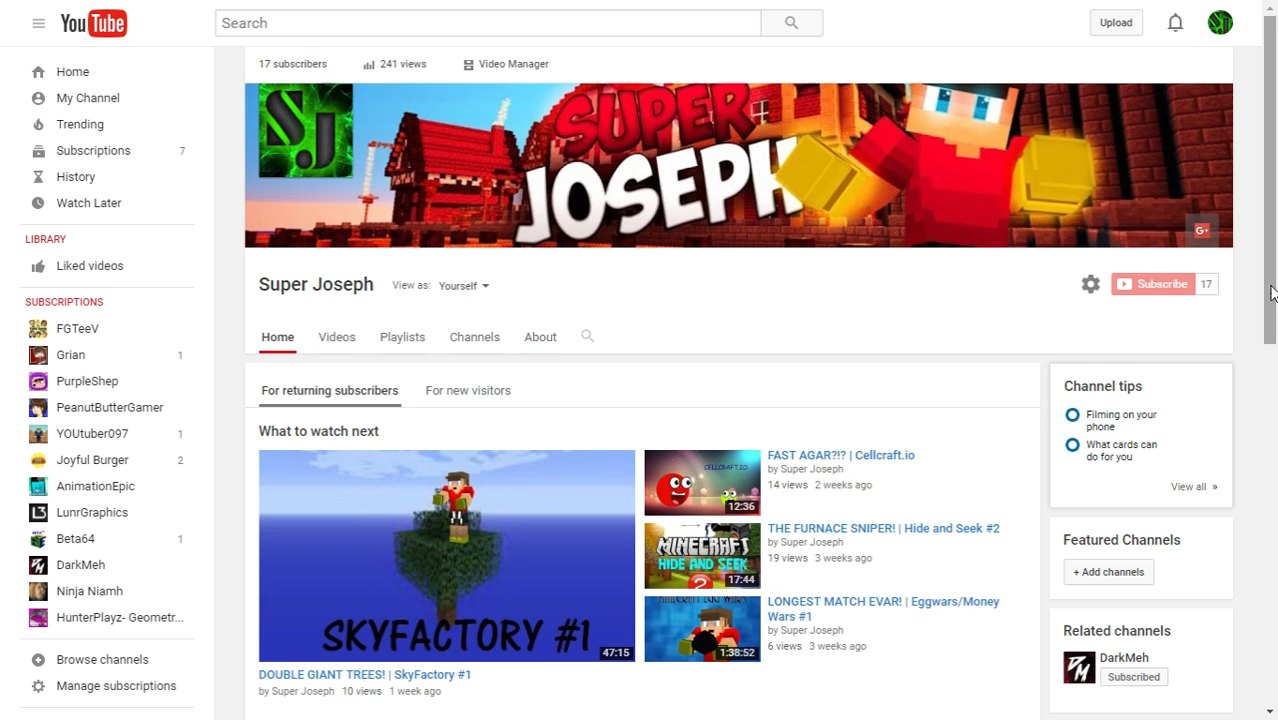 YouTube
Search
Upload
Home
My Channel
Trending
Subscriptions 7
History
Watch Later
LIBRARY
Liked videos
SUBSCRIPTIONS
FGTeeV
Grian 1
PurpleShep
PeanutButterGamer
YOUtuber097 1
Joyful Burger 2
AnimationEpic
LunrGraphics
Beta64 1
DarkMeh
Ninja Niamh
HunterPlayz- Geometr...
Browse channels
Manage subscriptions
17 subscribers 241 views Video Manager
SJ
SUPER
JOSEPH
G+
Super Joseph View as: Yourself
Subscribe 17
Home Videos Playlists Channels About
For returning subscribers For new visitors
What to watch next
SKYFACTORY #1
47:15
DOUBLE GIANT TREES! | SkyFactory #1
by Super Joseph 10 views 1 week ago
CELLCRAFT.IO
12:36
FAST AGAR?!? | Cellcraft.io
by Super Joseph
14 views 2 weeks ago
MINECRAFT
HIDE AND SEEK
2
17:44
THE FURNACE SNIPER! | Hide and Seek #2
by Super Joseph
19 views 3 weeks ago
1:38:52
LONGEST MATCH EVAR! | Eggwars/Money
Wars #1
by Super Joseph
6 views 3 weeks ago
Channel tips
Filming on your
phone
What cards can
do for you
View all »
Featured Channels
+ Add channels
Related channels
DarkMeh
Subscribed